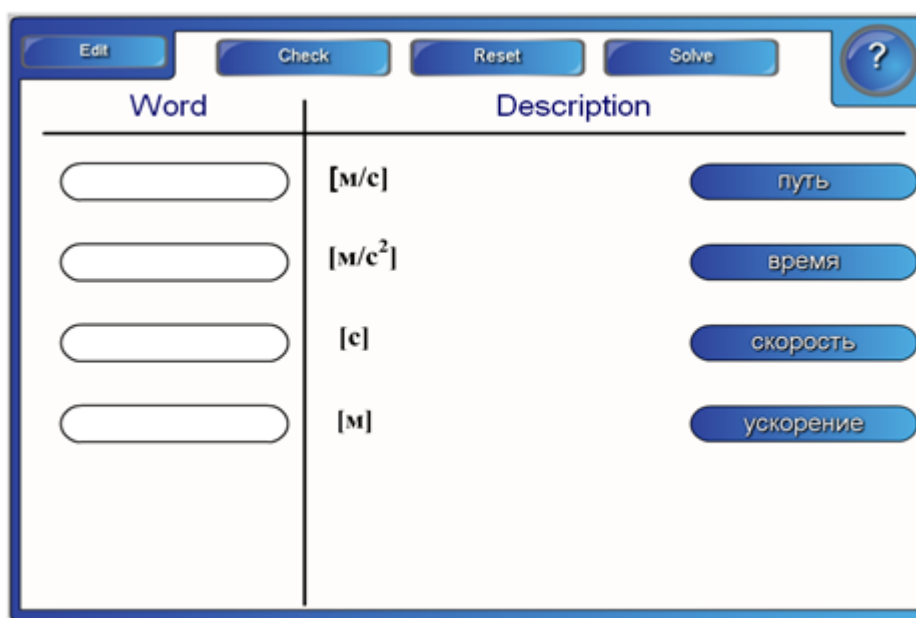 Edit Check Reset Solve ?
Word Description
[м/с] путь
[м/с²] время
[с] скорость
[м] ускорение